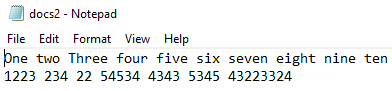 docs2 - Notepad
File Edit Format View Help
One two Three four five six seven eight nine ten
1223 234 22 54534 4343 5345 43223324